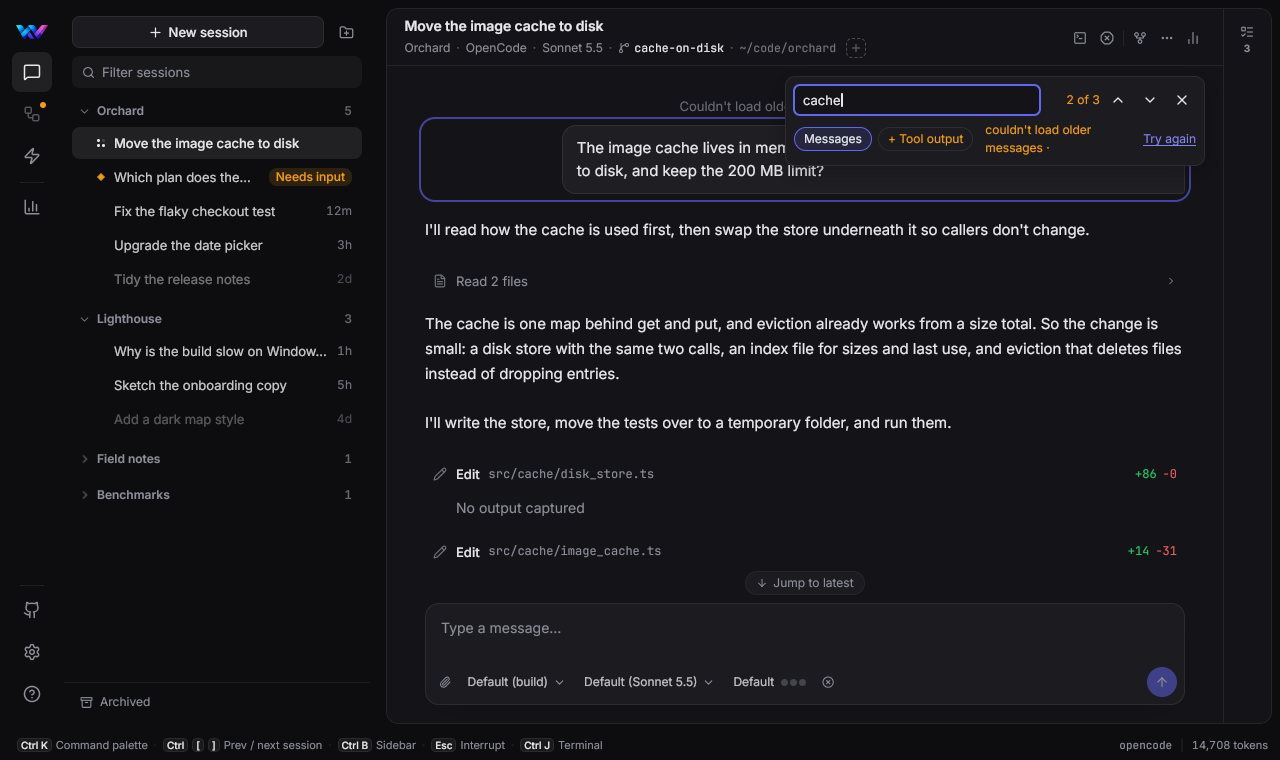 New session
Filter sessions
Orchard 5
Move the image cache to disk
Which plan does the... Needs input
Fix the flaky checkout test 12m
Upgrade the date picker 3h
Tidy the release notes 2d
Lighthouse 3
Why is the build slow on Window... 1h
Sketch the onboarding copy 5h
Add a dark map style 4d
Field notes 1
Benchmarks 1
Archived
Move the image cache to disk
Orchard · OpenCode · Sonnet 5.5 · cache-on-disk · ~/code/orchard
3
Couldn't load olde
cache
2 of 3
Messages
+ Tool output
couldn't load older
messages ·
Try again
The image cache lives in mem
to disk, and keep the 200 MB limit?
I'll read how the cache is used first, then swap the store underneath it so callers don't change.
Read 2 files
The cache is one map behind get and put, and eviction already works from a size total. So the change is
small: a disk store with the same two calls, an index file for sizes and last use, and eviction that deletes files
instead of dropping entries.
I'll write the store, move the tests over to a temporary folder, and run them.
Edit src/cache/disk_store.ts +86 -0
No output captured
Edit src/cache/image_cache.ts +14 -31
Jump to latest
Type a message...
Default (build) Default (Sonnet 5.5) Default
Ctrl K Command palette · Ctrl [ ] Prev / next session · Ctrl B Sidebar · Esc Interrupt · Ctrl J Terminal
opencode 14,708 tokens